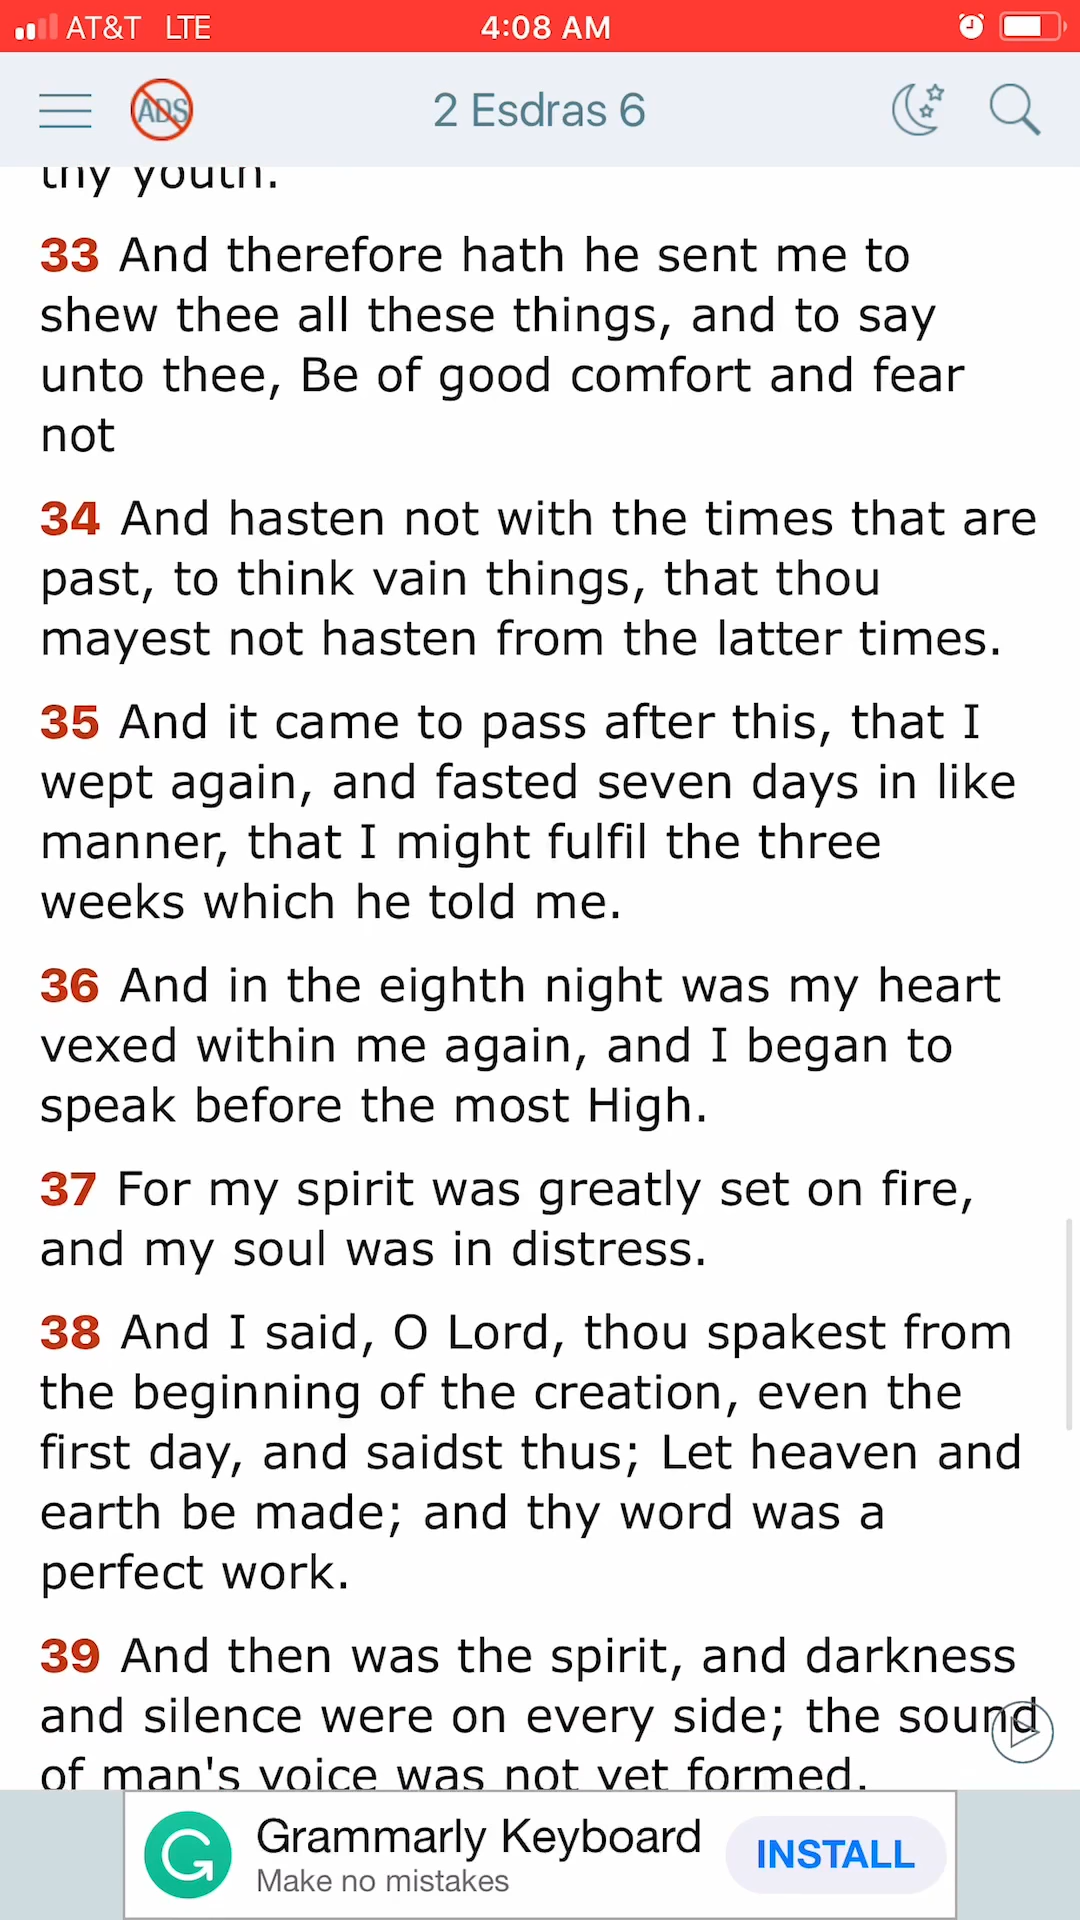 AT&T LTE 4:08 AM
ADS 2 Esdras 6
thy youth.
33 And therefore hath he sent me to
shew thee all these things, and to say
unto thee, Be of good comfort and fear
not
34 And hasten not with the times that are
past, to think vain things, that thou
mayest not hasten from the latter times.
35 And it came to pass after this, that I
wept again, and fasted seven days in like
manner, that I might fulfil the three
weeks which he told me.
36 And in the eighth night was my heart
vexed within me again, and I began to
speak before the most High.
37 For my spirit was greatly set on fire,
and my soul was in distress.
38 And I said, O Lord, thou spakest from
the beginning of the creation, even the
first day, and saidst thus; Let heaven and
earth be made; and thy word was a
perfect work.
39 And then was the spirit, and darkness
and silence were on every side; the sound
of man's voice was not yet formed.
Grammarly Keyboard
Make no mistakes
INSTALL